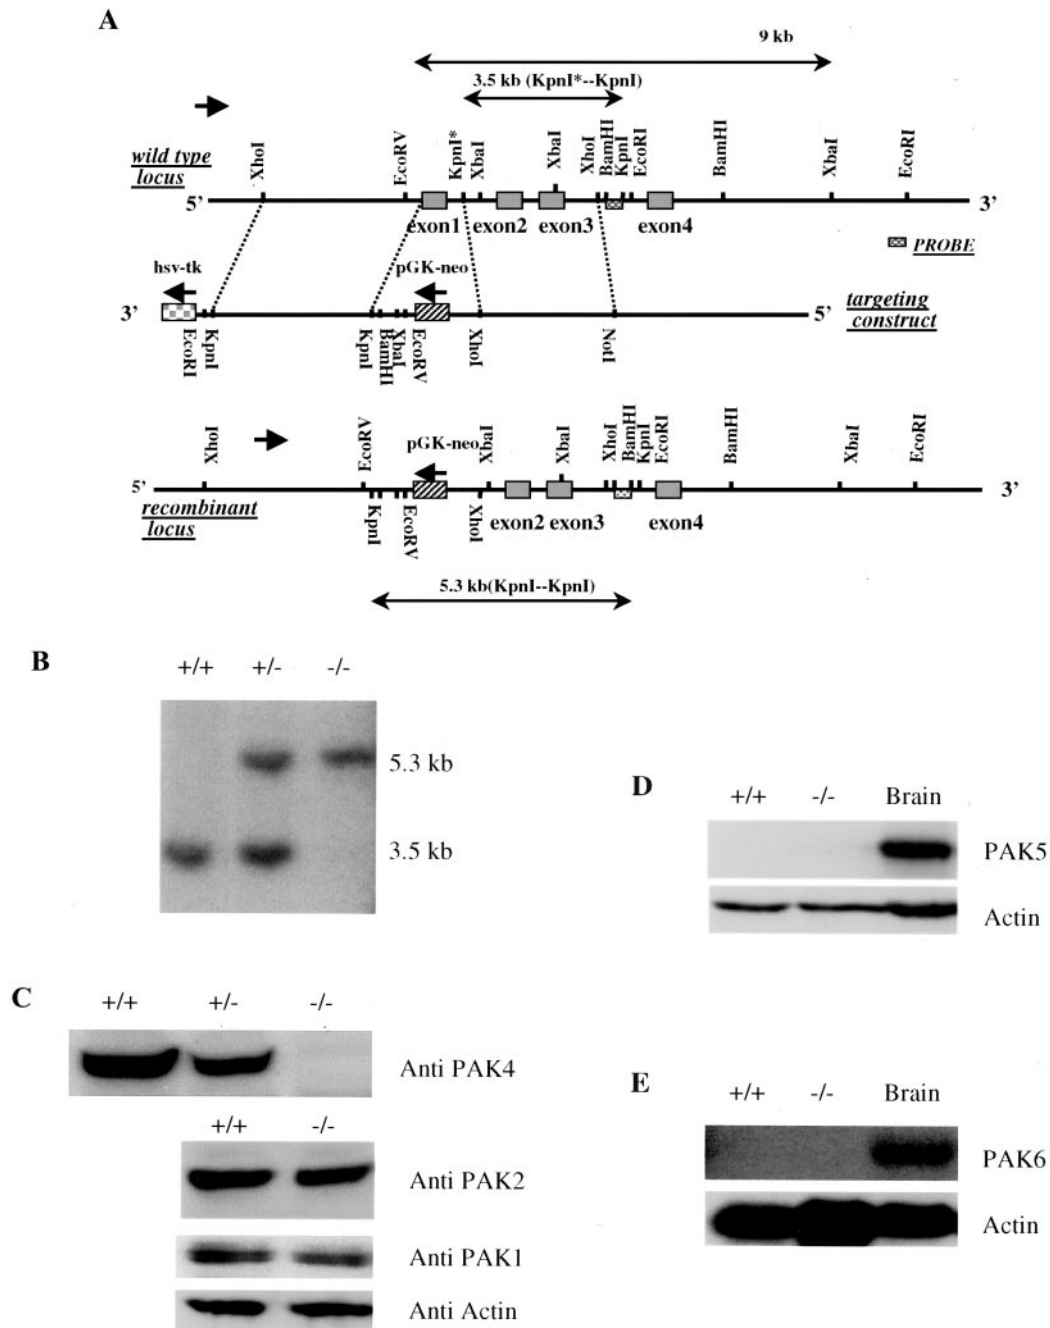 A
9 kb
3.5 kb (KpnI*--KpnI)
wild type
locus
XhoI
EcoRV
KpnI*
XbaI
XbaI
XhoI
BamHI
KpnI
EcoRI
BamHI
XbaI
EcoRI
5'
3'
exon1
exon2
exon3
exon4
PROBE
hsv-tk
pGK-neo
3'
5'
targeting
construct
EcoRI
KpnI
KpnI
BamHI
XbaI
EcoRV
XhoI
NotI
XhoI
EcoRV
pGK-neo
XbaI
XbaI
XhoI
BamHI
KpnI
EcoRI
BamHI
XbaI
EcoRI
5'
3'
recombinant
locus
KpnI
EcoRV
XhoI
exon2
exon3
exon4
5.3 kb(KpnI--KpnI)
B
+/+ +/- -/-
5.3 kb
3.5 kb
C
+/+ +/- -/-
Anti PAK4
+/+ -/-
Anti PAK2
Anti PAK1
Anti Actin
D
+/+ -/- Brain
PAK5
Actin
E
+/+ -/- Brain
PAK6
Actin